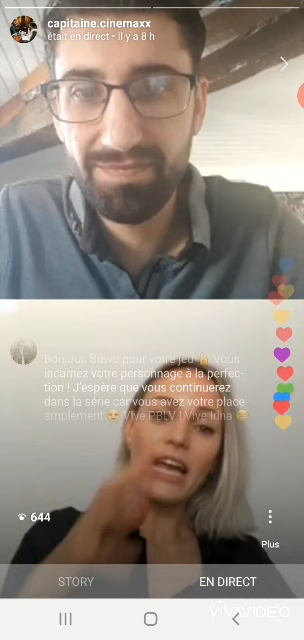 capitaine.cinemaxx
était en direct • Il y a 8 h
Bonjour. Bravo pour votre jeu 👏 Vous
incarnez votre personnage à la perfec-
tion ! J'espère que vous continuerez
dans la série car vous avez votre place
amplement 😍 Vive PBLV ! Vive Irina 😊
644
Plus
STORY
EN DIRECT
VIVAVIDEO